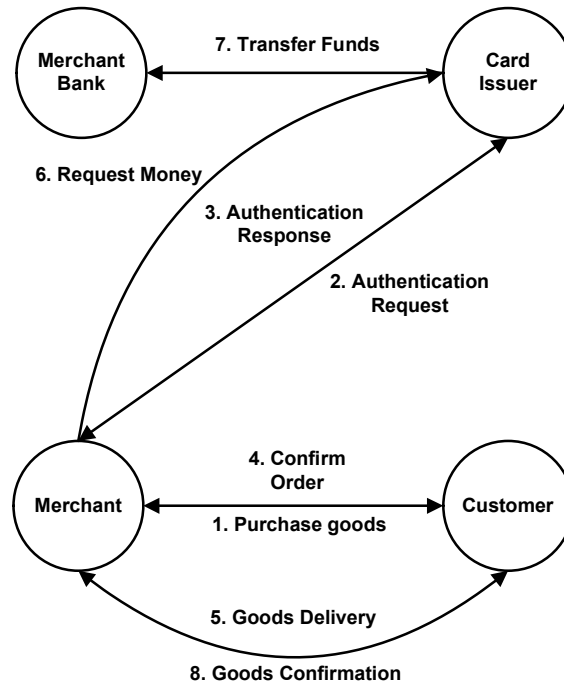 7. Transfer Funds
Merchant
Bank
Card
Issuer
6. Request Money
3. Authentication
Response
2. Authentication
Request
4. Confirm
Order
Merchant
Customer
1. Purchase goods
5. Goods Delivery
8. Goods Confirmation